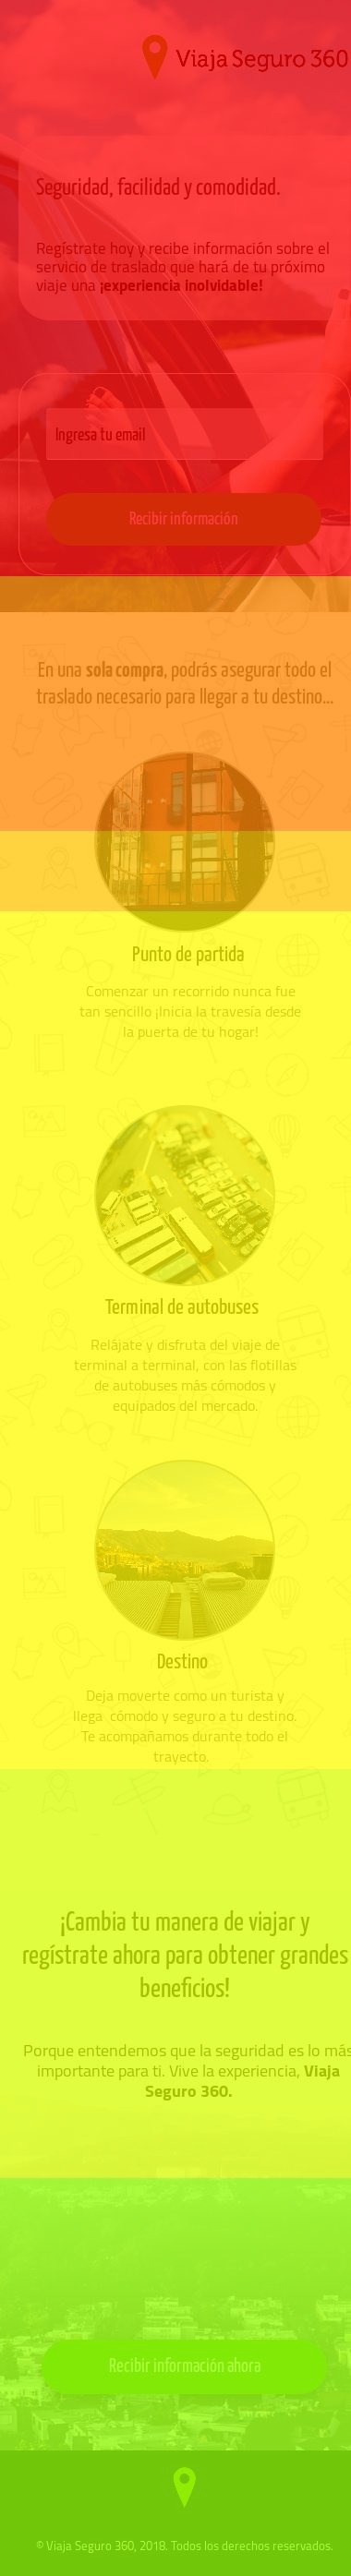 Viaja Seguro 360
Seguridad, facilidad y comodidad.
Regístrate hoy y recibe información sobre el
servicio de traslado que hará de tu próximo
viaje una ¡experiencia inolvidable!
Ingresa tu email
Recibir información
En una sola compra, podrás asegurar todo el
traslado necesario para llegar a tu destino...
Punto de partida
Comenzar un recorrido nunca fue
tan sencillo ¡Inicia la travesía desde
la puerta de tu hogar!
Terminal de autobuses
Relájate y disfruta del viaje de
terminal a terminal, con las flotillas
de autobuses más cómodos y
equipados del mercado.
Destino
Deja moverte como un turista y
llega cómodo y seguro a tu destino.
Te acompañamos durante todo el
trayecto.
¡Cambia tu manera de viajar y
regístrate ahora para obtener grandes
beneficios!
Porque entendemos que la seguridad es lo más
importante para ti. Vive la experiencia, Viaja
Seguro 360.
Recibir información ahora
© Viaja Seguro 360, 2018. Todos los derechos reservados.